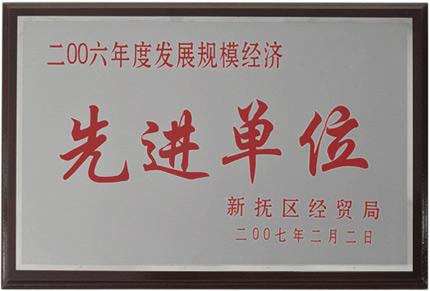 二00六年度发展规模经济
先进单位
新抚区经贸局
二00七年二月二日